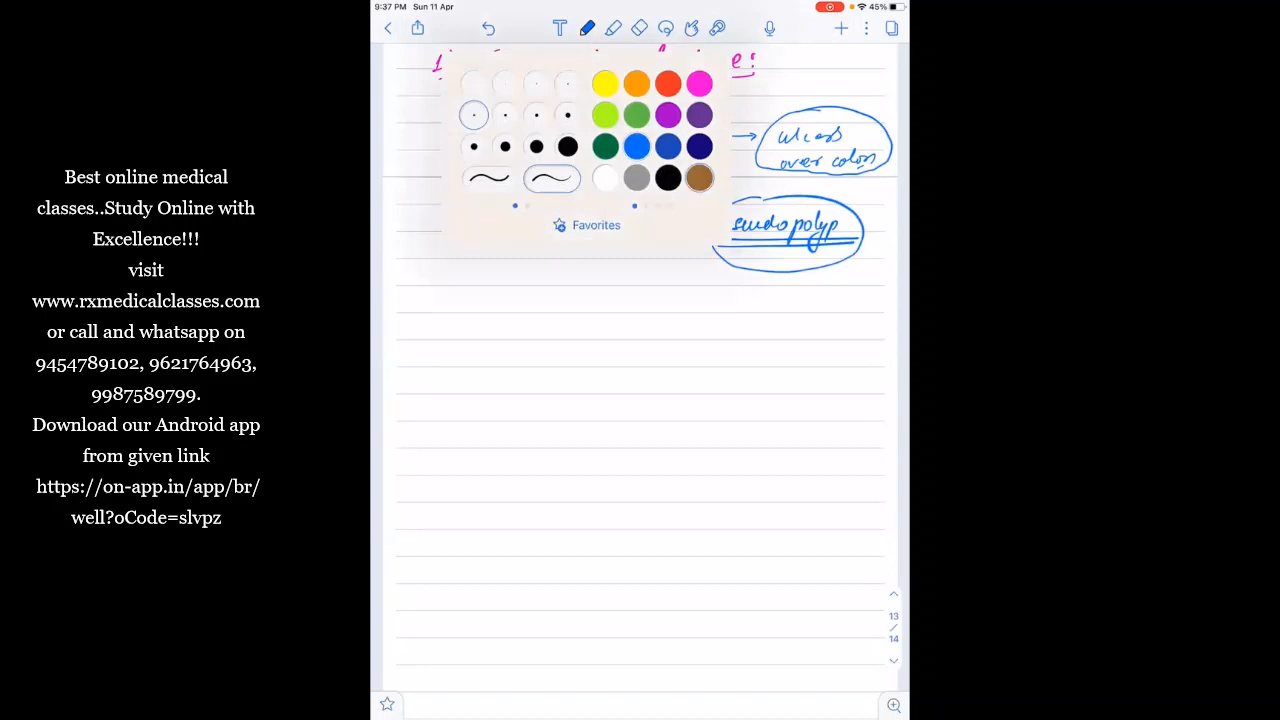 9:37 PM Sun 11 Apr
45%
Best online medical
classes..Study Online with
Excellence!!!
visit
www.rxmedicalclasses.com
or call and whatsapp on
9454789102, 9621764963,
9987589799.
Download our Android app
from given link
https://on-app.in/app/br/
well?oCode=slvpz
e:
→ ulcers
over colon
seudopolyp
Favorites
13
/
14